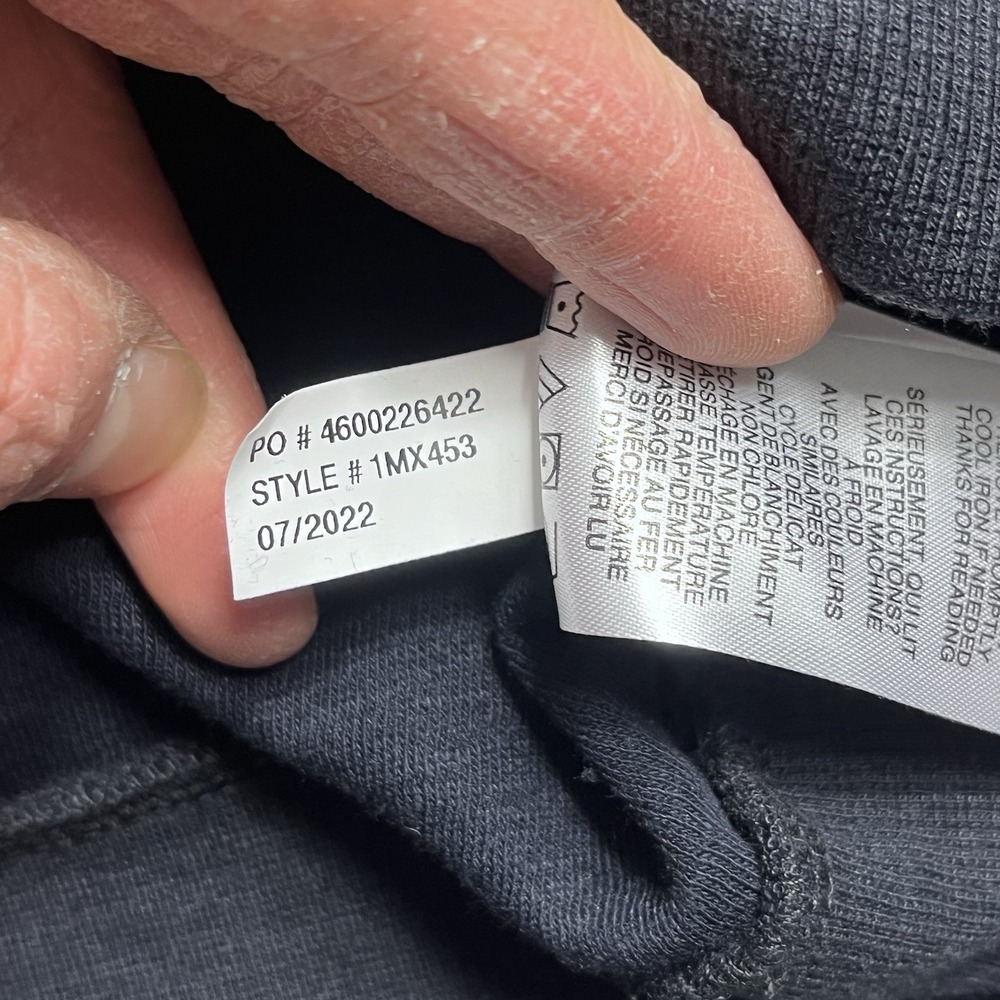 PO # 4600226422
STYLE # 1MX453
07/2022
COOL IRON IF NEEDED
THANKS FOR READING
SÉRIEUSEMENT, QUI LIT
CES INSTRUCTIONS?
LAVAGE EN MACHINE
À FROID
AVEC DES COULEURS
SIMILAIRES
CYCLE DÉLICAT
AGENT DE BLANCHIMENT
NON CHLORÉ
SÉCHAGE EN MACHINE
BASSE TEMPÉRATURE
RETIRER RAPIDEMENT
REPASSAGE AU FER
FROID SI NÉCESSAIRE
MERCI D'AVOIR LU